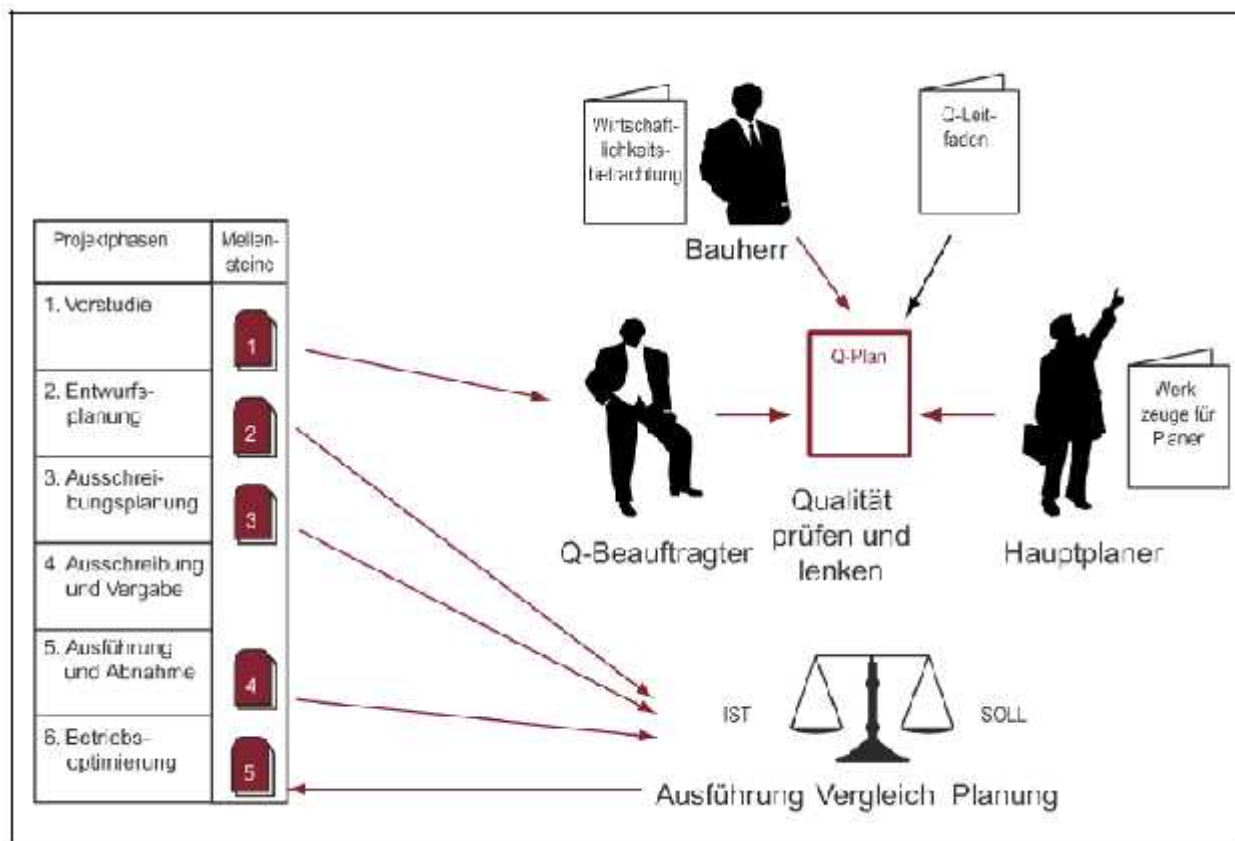 Projektphasen
Meilen-
steine
1. Vorstudie
1
2. Entwurfs-
planung
2
3. Ausschrei-
bungsplanung
3
4. Ausschreibung
und Vergabe
5. Ausführung
und Abnahme
4
6. Betriebs-
optimierung
5
Wirtschaft-
lichkeits-
betrachtung
Bauherr
Q-Leit-
faden
Q-Plan
Q-Beauftragter
Qualität
prüfen und
lenken
Hauptplaner
Werk
zeuge für
Planer
IST
SOLL
Ausführung Vergleich Planung